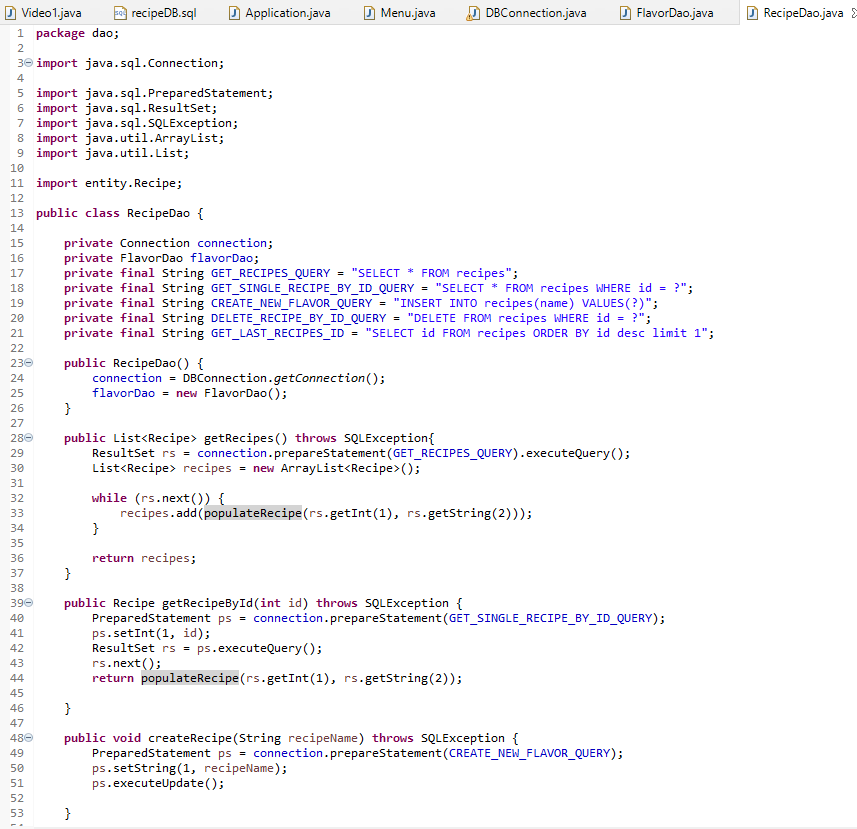 Video1.java recipeDB.sql Application.java Menu.java DBConnection.java FlavorDao.java RecipeDao.java
1 package dao;
2
3 import java.sql.Connection;
4
5 import java.sql.PreparedStatement;
6 import java.sql.ResultSet;
7 import java.sql.SQLException;
8 import java.util.ArrayList;
9 import java.util.List;
10
11 import entity.Recipe;
12
13 public class RecipeDao {
14
15 private Connection connection;
16 private FlavorDao flavorDao;
17 private final String GET_RECIPES_QUERY = "SELECT * FROM recipes";
18 private final String GET_SINGLE_RECIPE_BY_ID_QUERY = "SELECT * FROM recipes WHERE id = ?";
19 private final String CREATE_NEW_FLAVOR_QUERY = "INSERT INTO recipes(name) VALUES(?)";
20 private final String DELETE_RECIPE_BY_ID_QUERY = "DELETE FROM recipes WHERE id = ?";
21 private final String GET_LAST_RECIPES_ID = "SELECT id FROM recipes ORDER BY id desc limit 1";
22
23 public RecipeDao() {
24 connection = DBConnection.getConnection();
25 flavorDao = new FlavorDao();
26 }
27
28 public List<Recipe> getRecipes() throws SQLException{
29 ResultSet rs = connection.prepareStatement(GET_RECIPES_QUERY).executeQuery();
30 List<Recipe> recipes = new ArrayList<Recipe>();
31
32 while (rs.next()) {
33 recipes.add(populateRecipe(rs.getInt(1), rs.getString(2)));
34 }
35
36 return recipes;
37 }
38
39 public Recipe getRecipeById(int id) throws SQLException {
40 PreparedStatement ps = connection.prepareStatement(GET_SINGLE_RECIPE_BY_ID_QUERY);
41 ps.setInt(1, id);
42 ResultSet rs = ps.executeQuery();
43 rs.next();
44 return populateRecipe(rs.getInt(1), rs.getString(2));
45
46 }
47
48 public void createRecipe(String recipeName) throws SQLException {
49 PreparedStatement ps = connection.prepareStatement(CREATE_NEW_FLAVOR_QUERY);
50 ps.setString(1, recipeName);
51 ps.executeUpdate();
52
53 }